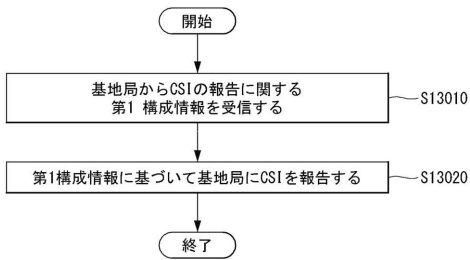 開始
基地局からCSIの報告に関する
第1 構成情報を受信する
S13010
第1構成情報に基づいて基地局にCSIを報告する
S13020
終了